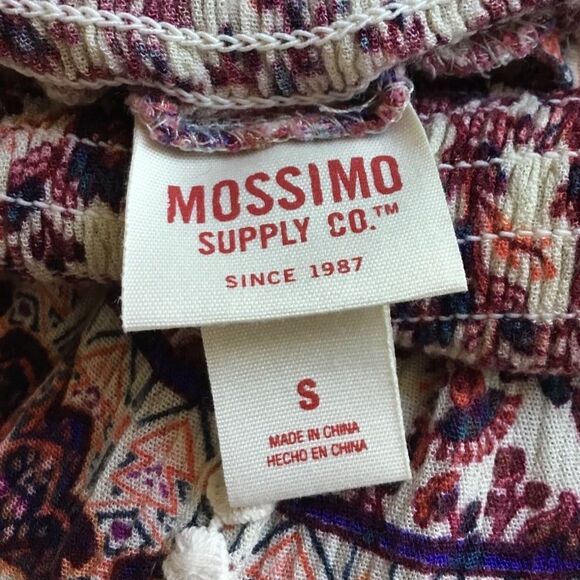 MOSSIMO
SUPPLY CO.™
SINCE 1987
S
MADE IN CHINA
HECHO EN CHINA